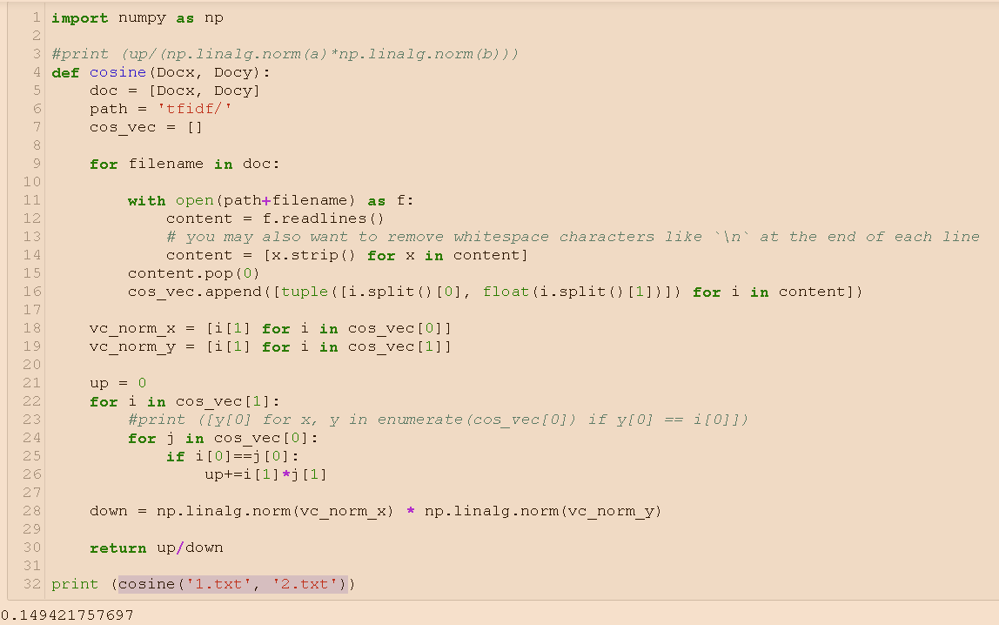 1 import numpy as np
2
3 #print (up/(np.linalg.norm(a)*np.linalg.norm(b)))
4 def cosine(Docx, Docy):
5     doc = [Docx, Docy]
6     path = 'tfidf/'
7     cos_vec = []
8
9     for filename in doc:
10
11         with open(path+filename) as f:
12             content = f.readlines()
13             # you may also want to remove whitespace characters like `\n` at the end of each line
14             content = [x.strip() for x in content]
15         content.pop(0)
16         cos_vec.append([tuple([i.split()[0], float(i.split()[1])]) for i in content])
17
18     vc_norm_x = [i[1] for i in cos_vec[0]]
19     vc_norm_y = [i[1] for i in cos_vec[1]]
20
21     up = 0
22     for i in cos_vec[1]:
23         #print ([y[0] for x, y in enumerate(cos_vec[0]) if y[0] == i[0]])
24         for j in cos_vec[0]:
25             if i[0]==j[0]:
26                 up+=i[1]*j[1]
27
28     down = np.linalg.norm(vc_norm_x) * np.linalg.norm(vc_norm_y)
29
30     return up/down
31
32 print (cosine('1.txt', '2.txt'))
0.149421757697